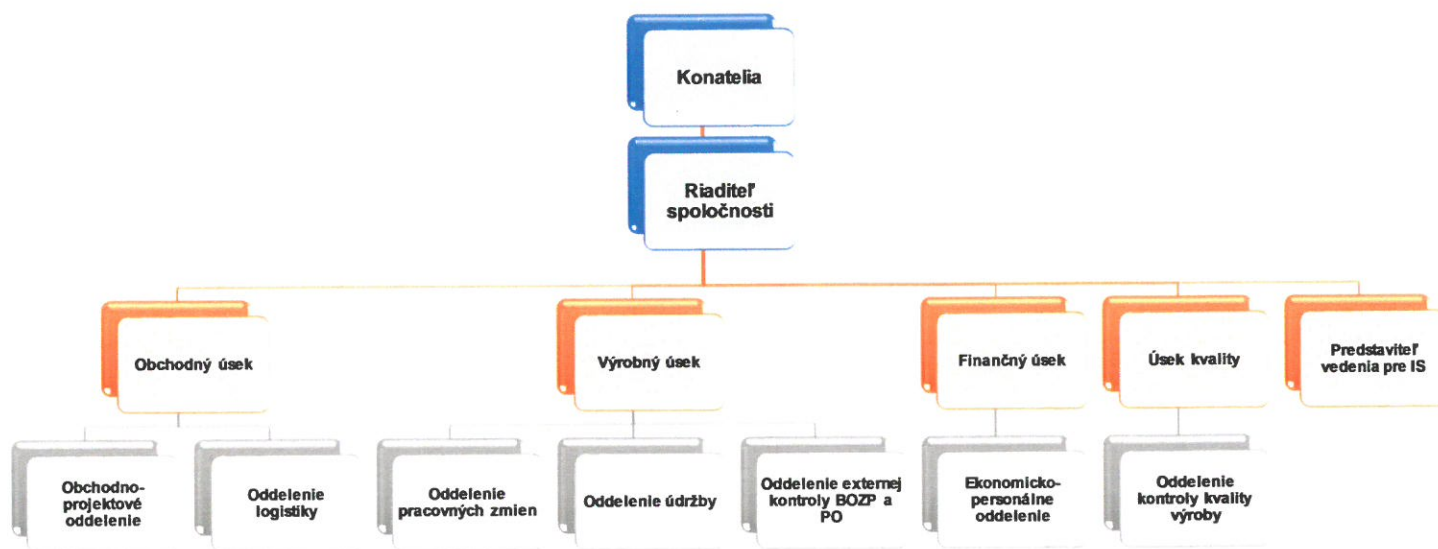 Konatelia
Riaditeľ
spoločnosti
Obchodný úsek
Výrobný úsek
Finančný úsek
Úsek kvality
Predstaviteľ
vedenia pre IS
Obchodno-
projektové
oddelenie
Oddelenie
logistiky
Oddelenie
pracovných zmien
Oddelenie údržby
Oddelenie externej
kontroly BOZP a
PO
Ekonomicko-
personálne
oddelenie
Oddelenie
kontroly kvality
výroby